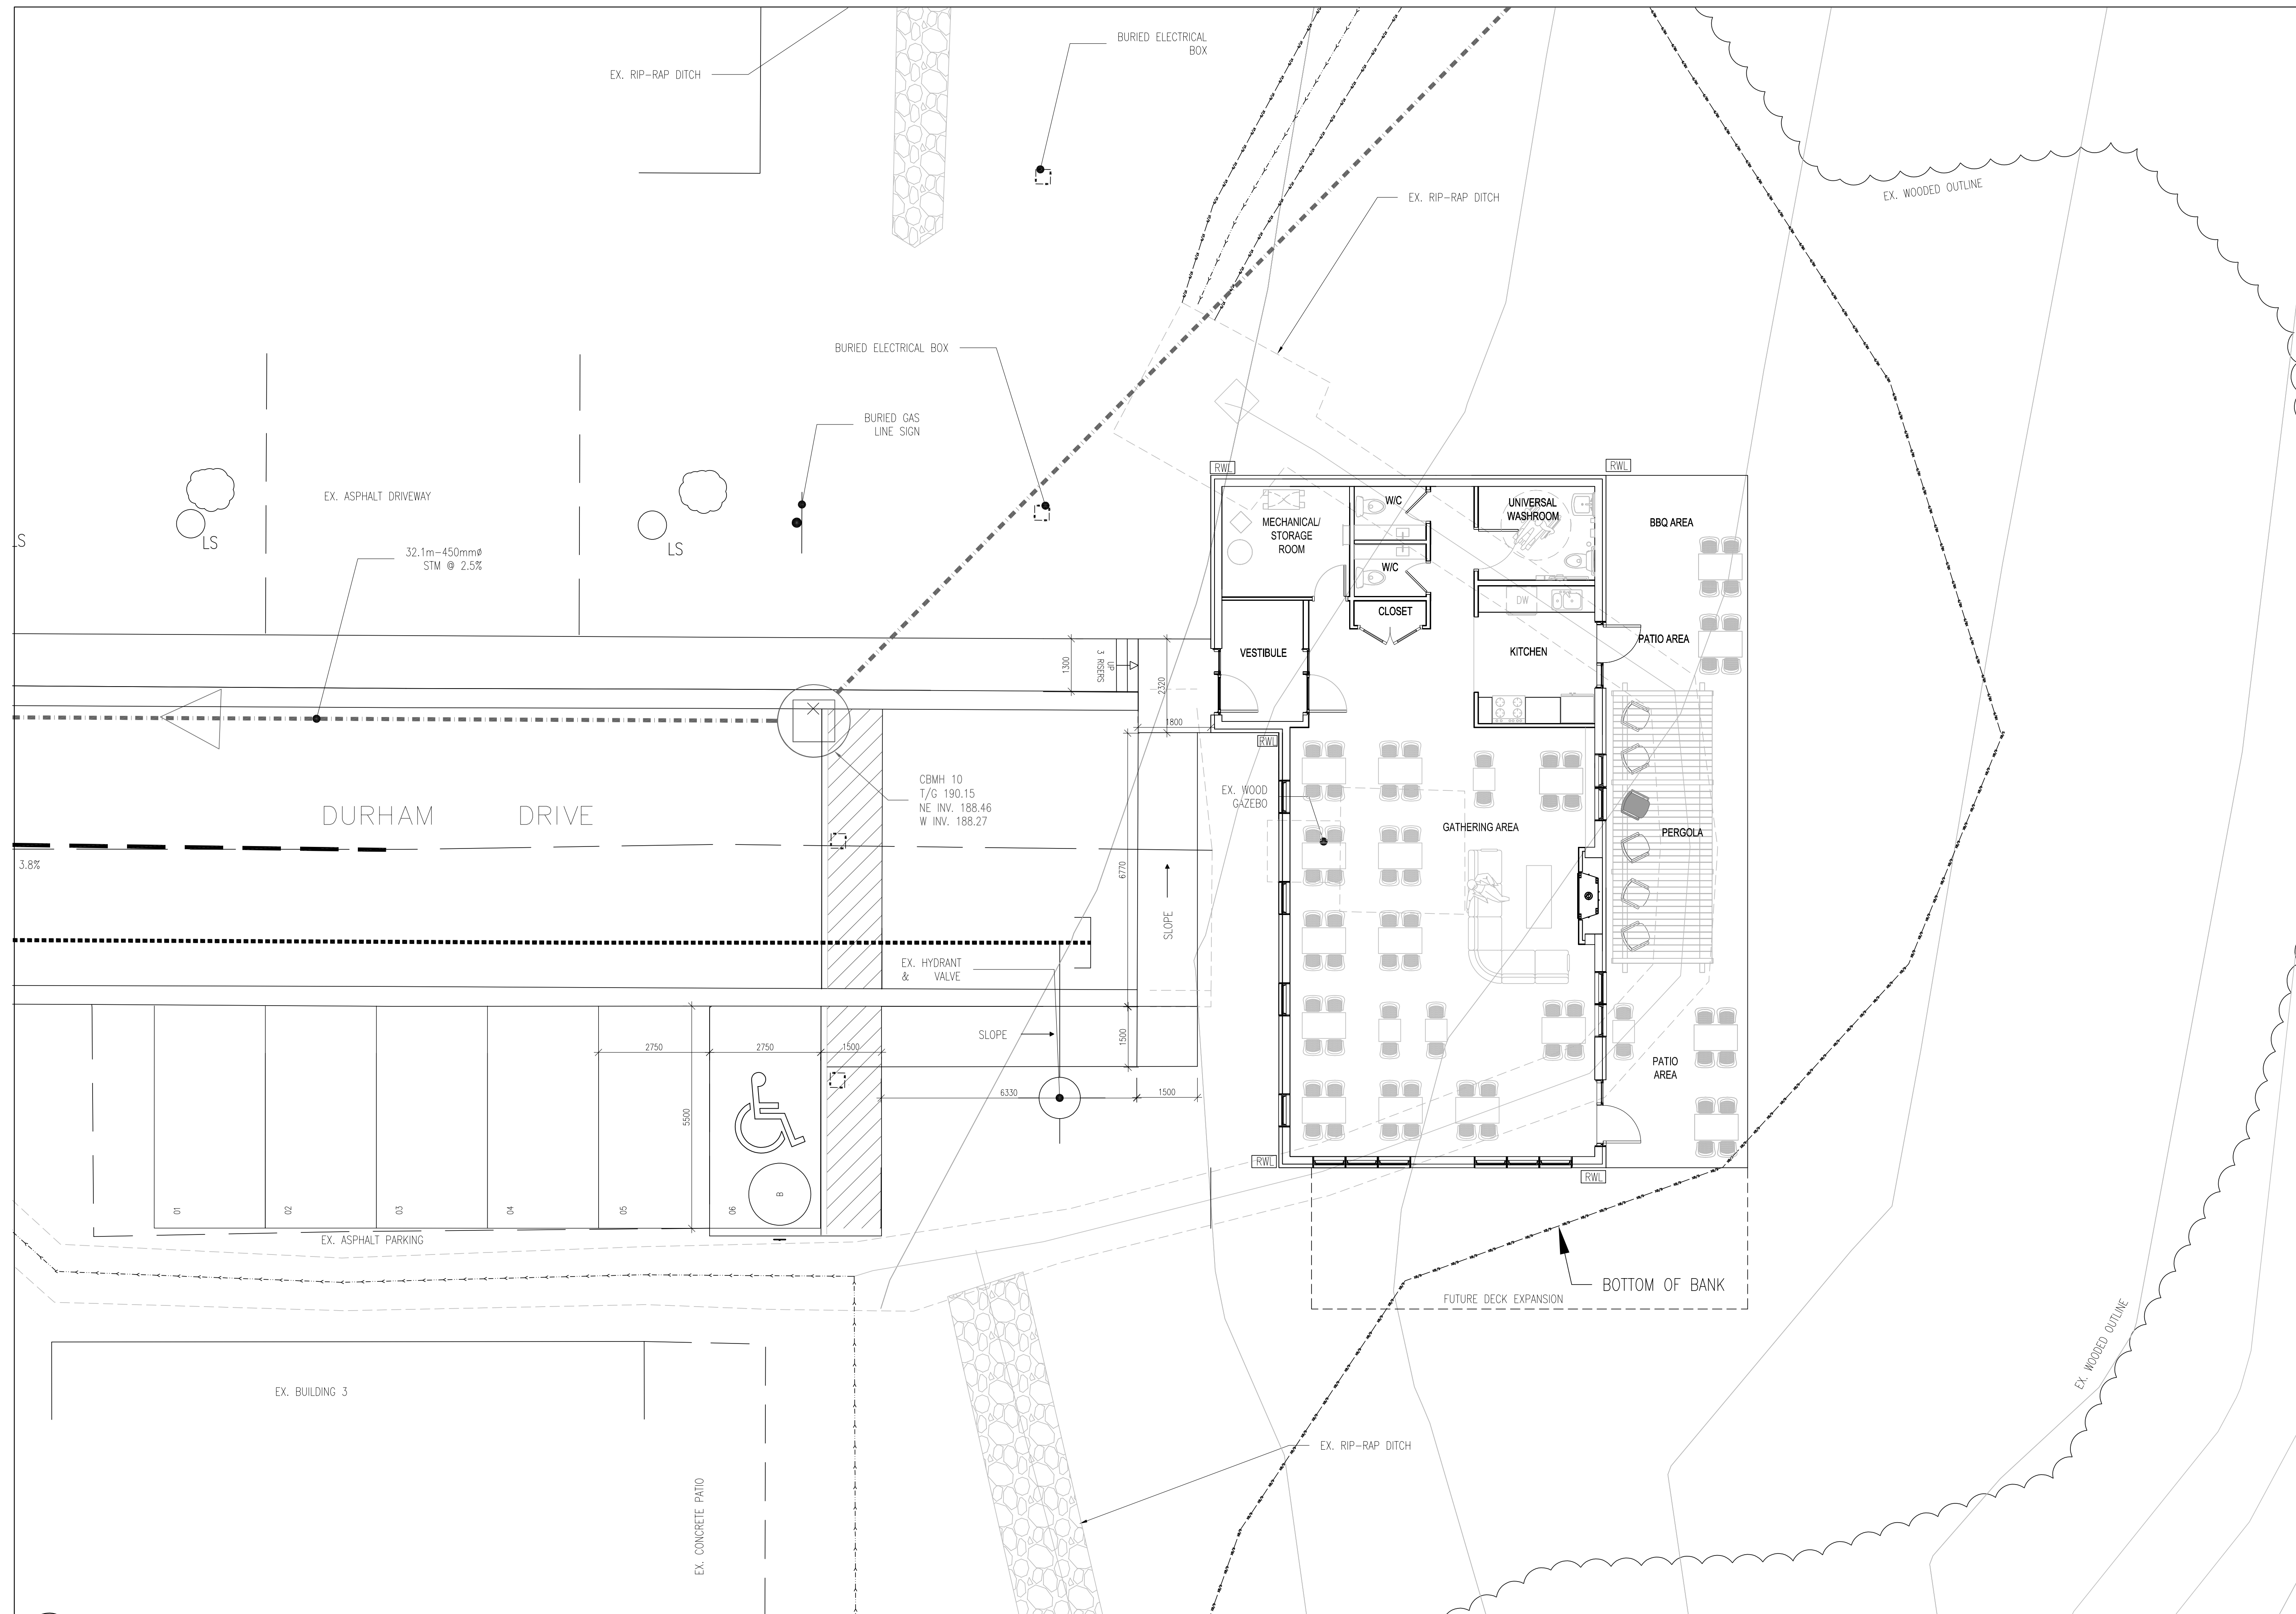 BURIED ELECTRICAL
BOX
EX. RIP-RAP DITCH
EX. WOODED OUTLINE
EX. RIP-RAP DITCH
BURIED ELECTRICAL BOX
BURIED GAS
LINE SIGN
EX. ASPHALT DRIVEWAY
LS
LS
LS
32.1m-450mmø
STM @ 2.5%
RWL
RWL
MECHANICAL/
STORAGE
ROOM
W/C
W/C
UNIVERSAL
WASHROOM
BBQ AREA
CLOSET
DW
PATIO AREA
VESTIBULE
KITCHEN
1300
UP
3 RISERS
2320
1800
RWL
CBMH 10
T/G 190.15
NE INV. 188.46
W INV. 188.27
DURHAM DRIVE
3.8%
EX. WOOD
GAZEBO
GATHERING AREA
PERGOLA
6770
SLOPE
EX. HYDRANT
& VALVE
SLOPE
1500
2750
2750
1500
5500
6330
1500
PATIO
AREA
RWL
RWL
01
02
03
04
05
06
B
EX. ASPHALT PARKING
BOTTOM OF BANK
FUTURE DECK EXPANSION
EX. WOODED OUTLINE
EX. BUILDING 3
EX. CONCRETE PATIO
EX. RIP-RAP DITCH